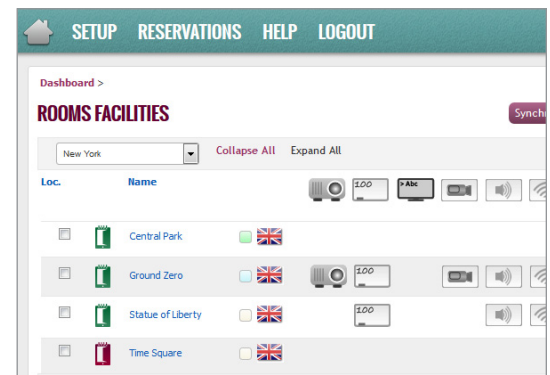 SETUP RESERVATIONS HELP LOGOUT
Dashboard >
ROOMS FACILITIES
New York Collapse All Expand All
Loc. Name 100 > Abc
Central Park
Ground Zero 100
Statue of Liberty 100
Time Square